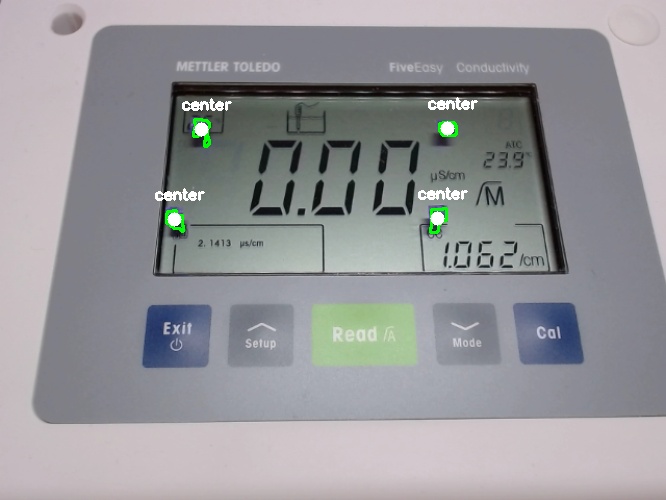 METTLER TOLEDO
FiveEasy Conductivity
center
center
0.00
µS/cm
ATC
23.9°
/M
center
center
2. 1413 µs/cm
1.062 /cm
Exit
Setup
Read /A
Mode
Cal